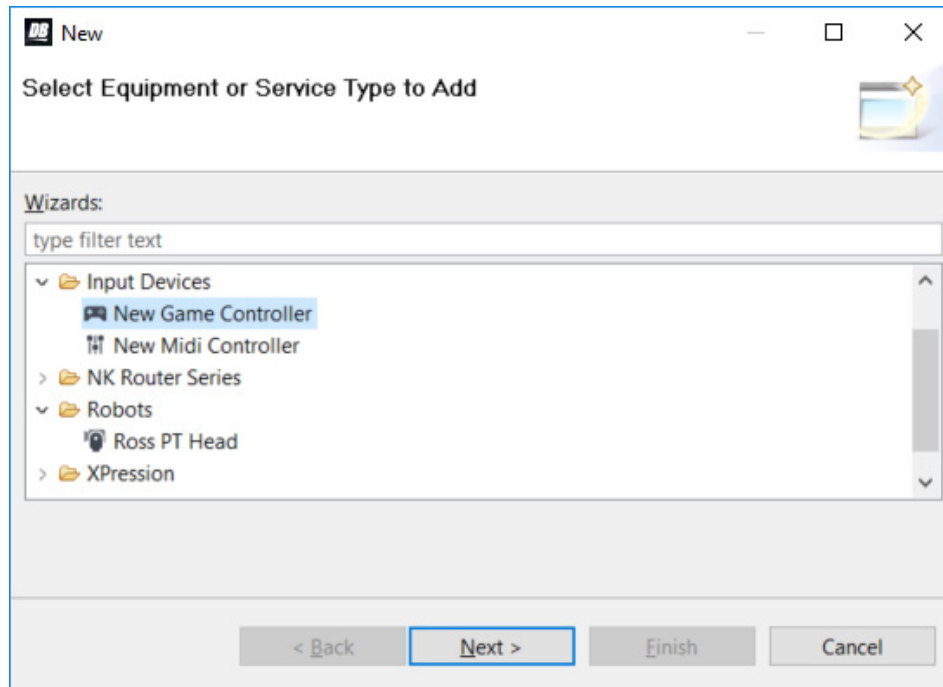 DB New
Select Equipment or Service Type to Add
Wizards:
type filter text
Input Devices
New Game Controller
New Midi Controller
NK Router Series
Robots
Ross PT Head
XPression
< Back Next > Finish Cancel